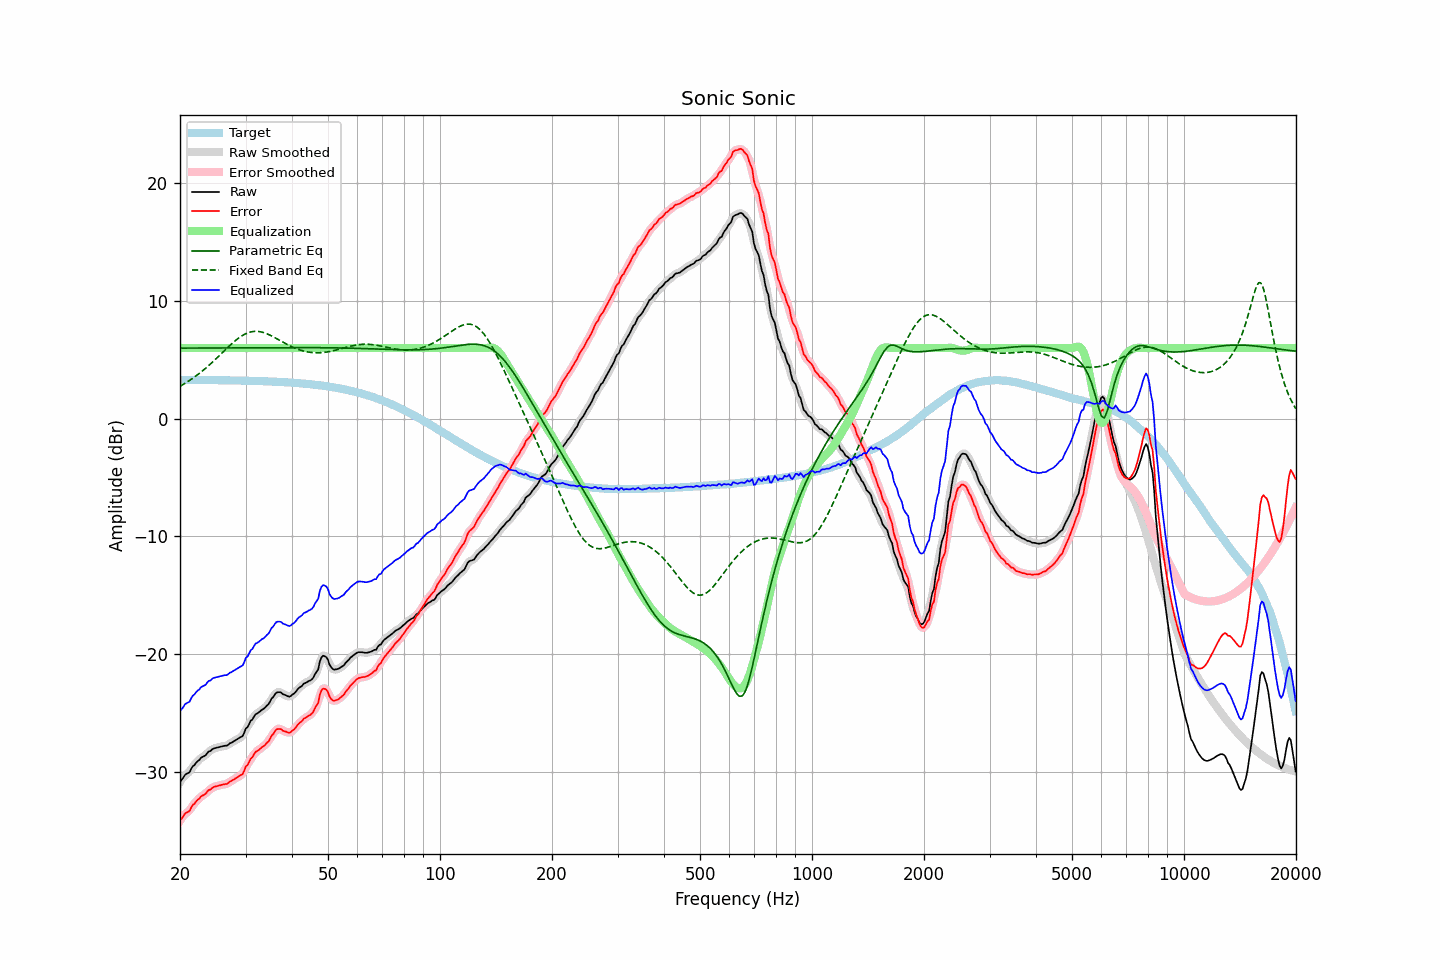 Sonic Sonic
Target
Raw Smoothed
Error Smoothed
Raw
Error
Equalization
Parametric Eq
Fixed Band Eq
Equalized
Amplitude (dBr)
20
10
0
−10
−20
−30
20 50 100 200 500 1000 2000 5000 10000 20000
Frequency (Hz)